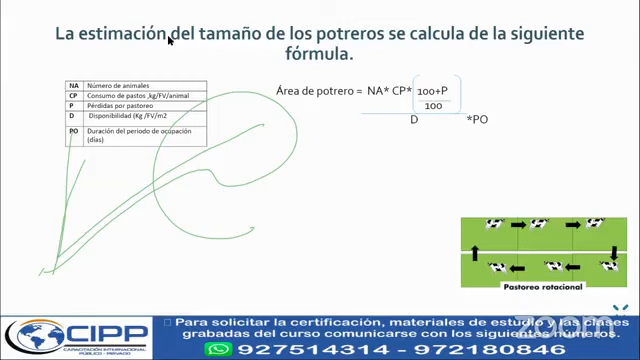 La estimación del tamaño de los potreros se calcula de la siguiente
fórmula.
NA Número de animales
CP Consumo de pastos ,kg/FV/animal
P Pérdidas por pastoreo
D Disponibilidad (Kg /FV/m2
PO Duración del periodo de ocupación
(días)
Área de potrero = NA* CP* 100+P
100
D *PO
Pastoreo rotacional
zoom
CIPP
CAPACITACIÓN INTERNACIONAL
PÚBLICO - PRIVADO
Para solicitar la certificación, materiales de estudio y las clases
grabadas del curso comunicarse con los siguientes números.
927514314 - 972180846